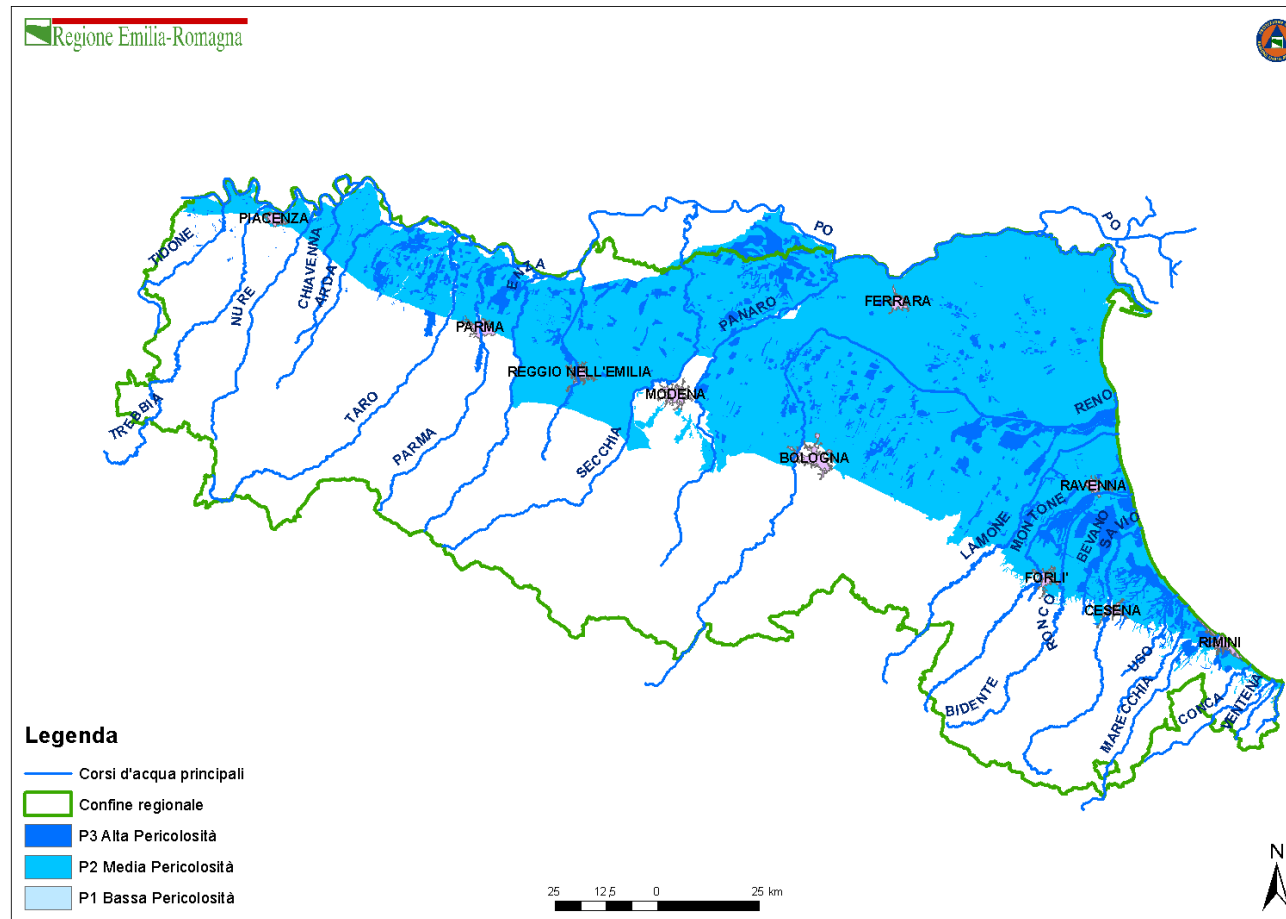 Regione Emilia-Romagna
PO
PIACENZA
TIDONE
NURE
CHIAVENNA
ARDA
ENZA
PO
PANARO
FERRARA
PARMA
REGGIO NELL'EMILIA
MODENA
TREBBIA
TARO
PARMA
SECCHIA
BOLOGNA
RENO
RAVENNA
LAMONE
MONTONE
BEVANO
SAVIO
FORLI'
RONCO
CESENA
RIMINI
USO
BIDENTE
MARECCHIA
CONCA
VENTENA
Legenda
Corsi d'acqua principali
Confine regionale
P3 Alta Pericolosità
P2 Media Pericolosità
P1 Bassa Pericolosità
25 12,5 0 25 km
N